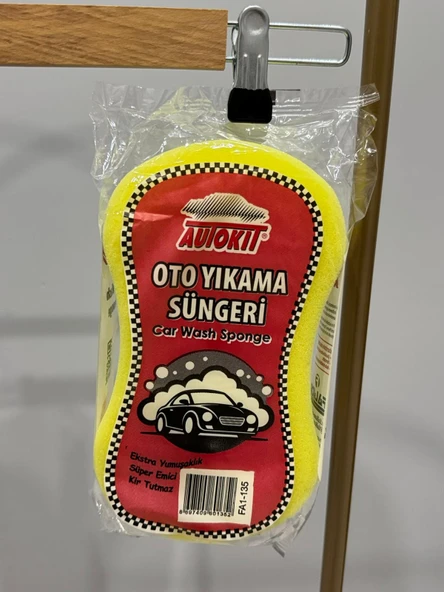 AUTOKIT
OTO YIKAMA
SÜNGERİ
Car Wash Sponge
Ekstra Yumuşaklık
Süper Emici
Kir Tutmaz
FA1-135